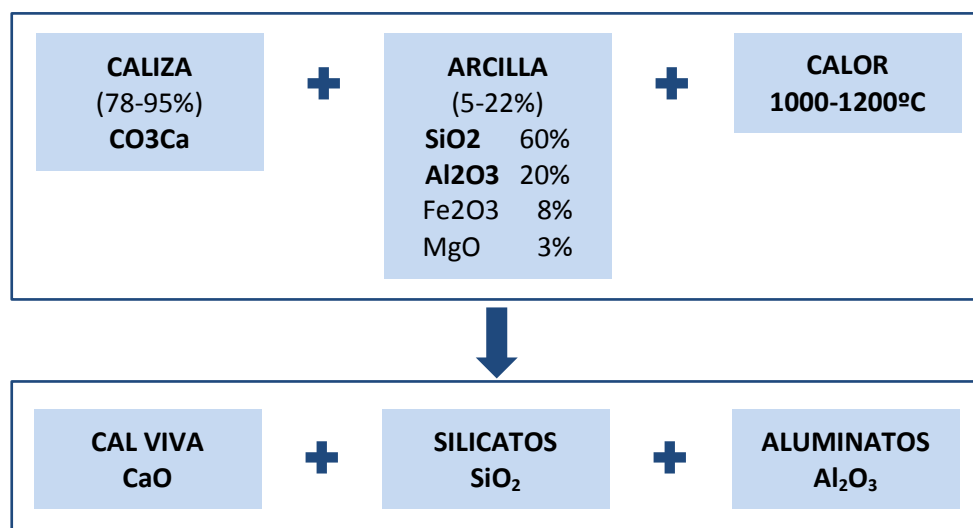 CALIZA
(78-95%)
CO3Ca
ARCILLA
(5-22%)
SiO2 60%
Al2O3 20%
Fe2O3 8%
MgO 3%
CALOR
1000-1200ºC
CAL VIVA
CaO
SILICATOS
SiO₂
ALUMINATOS
Al₂O₃